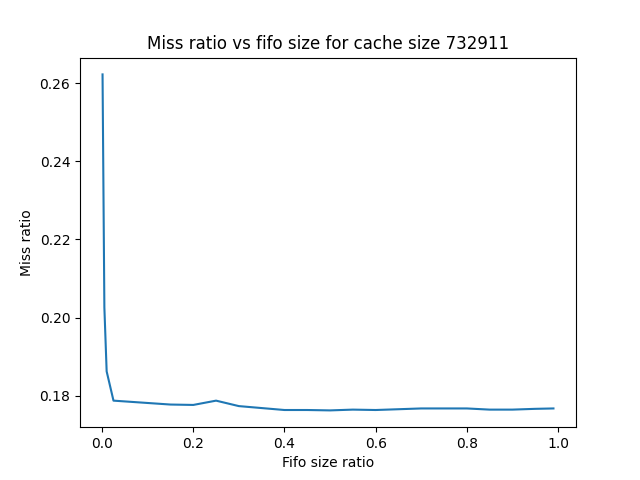 Miss ratio vs fifo size for cache size 732911
0.26
0.24
0.22
0.20
0.18
Miss ratio
0.0 0.2 0.4 0.6 0.8 1.0
Fifo size ratio